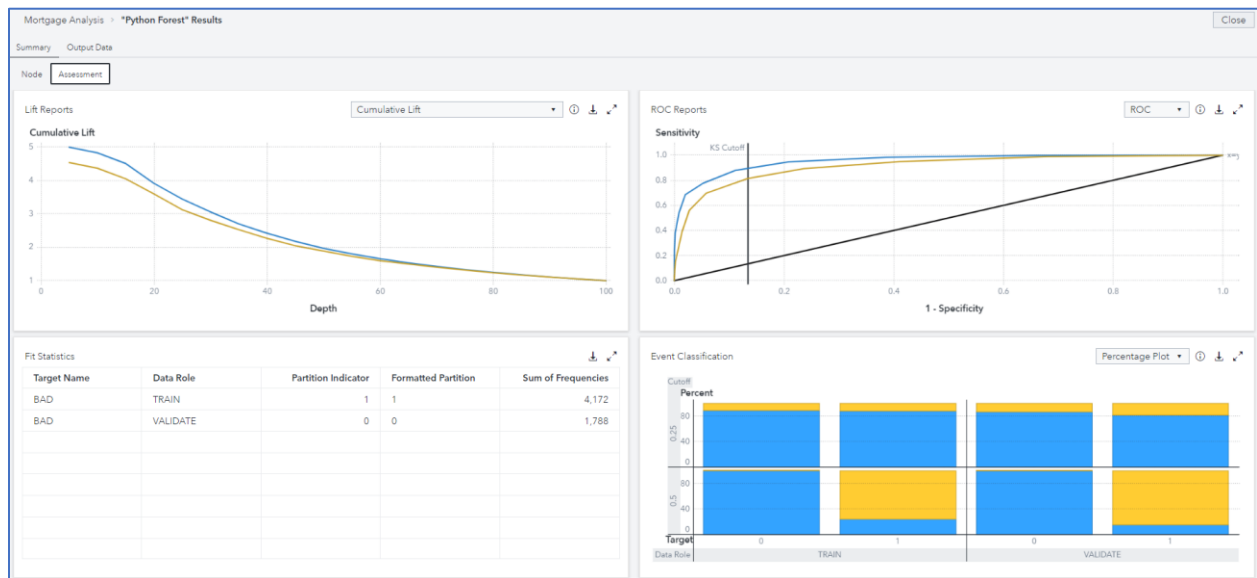 Mortgage Analysis > "Python Forest" Results
Close
Summary Output Data
Node Assessment
Lift Reports Cumulative Lift
Cumulative Lift
5
4
3
2
1
0 20 40 60 80 100
Depth
ROC Reports ROC
Sensitivity
KS Cutoff
1.0
0.8
0.6
0.4
0.2
0.0
0.0 0.2 0.4 0.6 0.8 1.0
1 - Specificity
Fit Statistics
Target Name Data Role Partition Indicator Formatted Partition Sum of Frequencies
BAD TRAIN 1 1 4,172
BAD VALIDATE 0 0 1,788
Event Classification Percentage Plot
Cutoff
Percent
0.25
80
40
0
0.5
80
40
0
Target 0 1 0 1
Data Role TRAIN VALIDATE